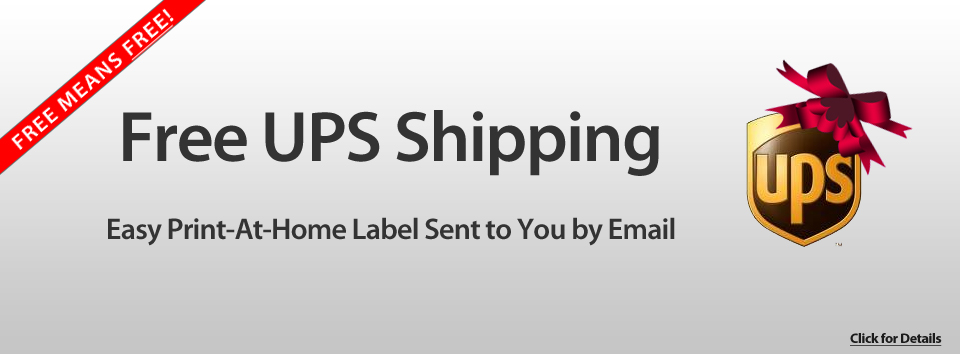 FREE MEANS FREE!
Free UPS Shipping
ups
™
Easy Print-At-Home Label Sent to You by Email
Click for Details